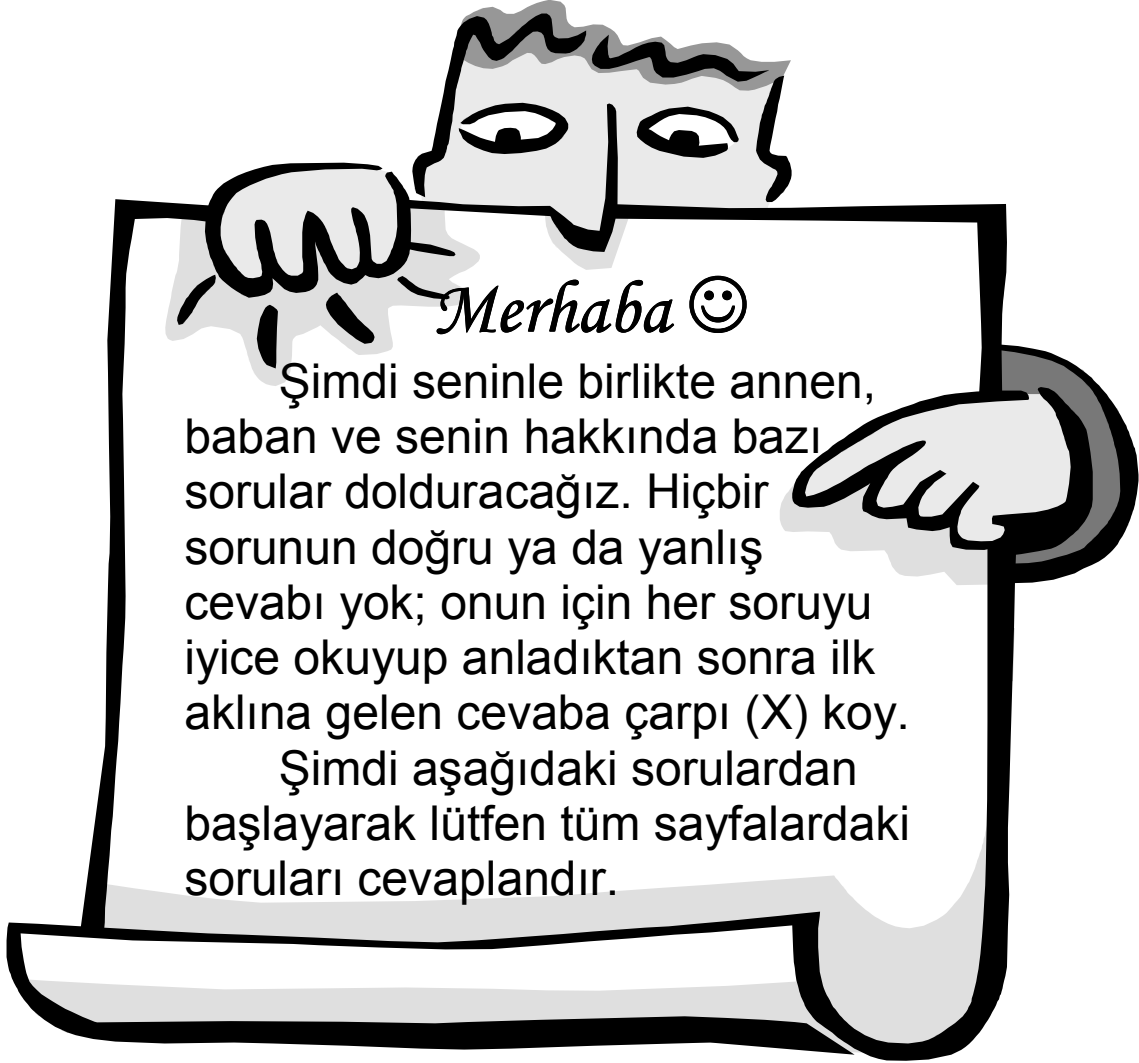 Merhaba ☺
Şimdi seninle birlikte annen,
baban ve senin hakkında bazı
sorular dolduracağız. Hiçbir
sorunun doğru ya da yanlış
cevabı yok; onun için her soruyu
iyice okuyup anladıktan sonra ilk
aklına gelen cevaba çarpı (X) koy.
Şimdi aşağıdaki sorulardan
başlayarak lütfen tüm sayfalardaki
soruları cevaplandır.